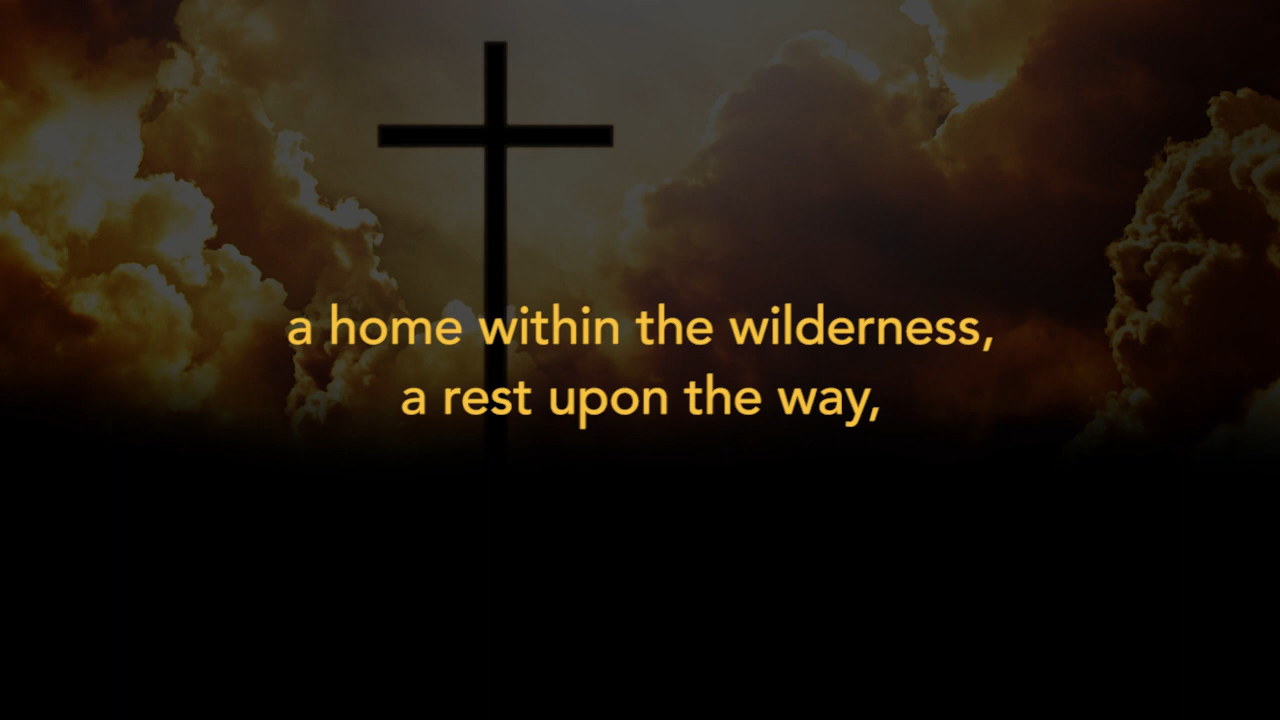 a home within the wilderness,
a rest upon the way,